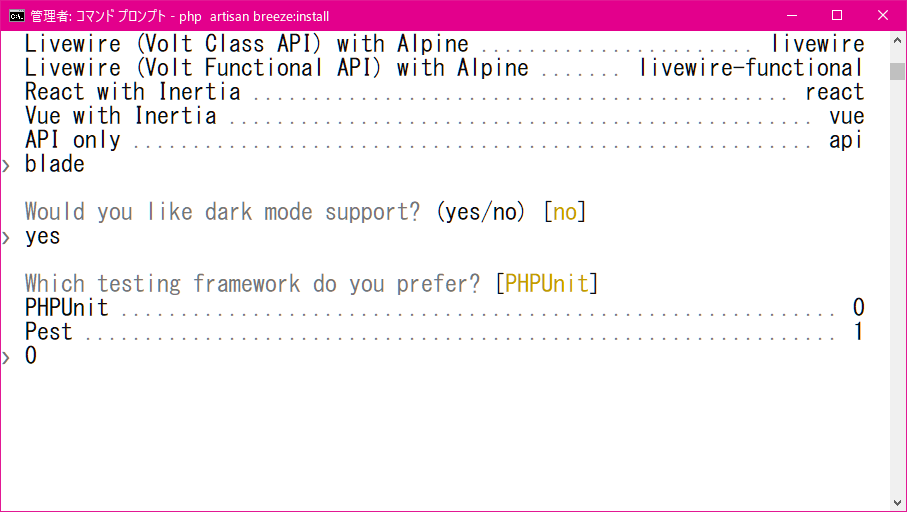 管理者: コマンド プロンプト - php  artisan breeze:install
Livewire (Volt Class API) with Alpine ....................... livewire
Livewire (Volt Functional API) with Alpine ....... livewire-functional
React with Inertia ............................................. react
Vue with Inertia ................................................. vue
API only ......................................................... api
❯ blade
Would you like dark mode support? (yes/no) [no]
❯ yes
Which testing framework do you prefer? [PHPUnit]
PHPUnit ............................................................ 0
Pest ............................................................... 1
❯ 0